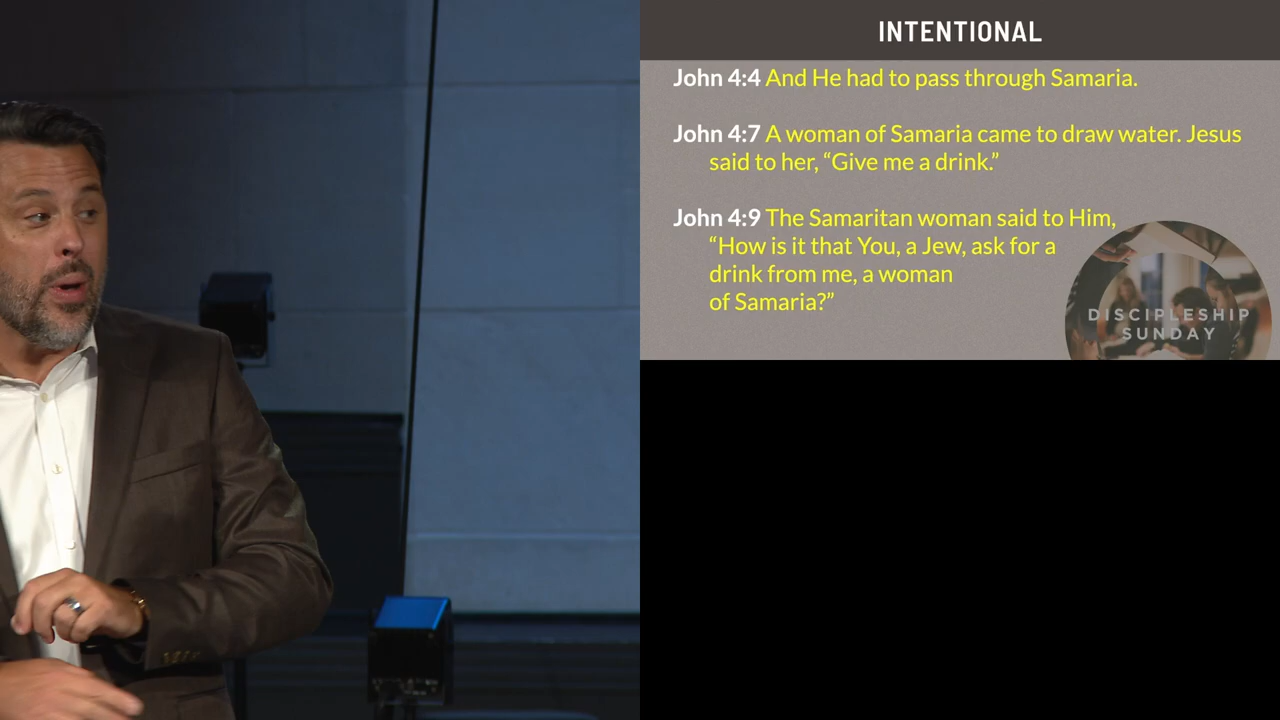 INTENTIONAL
John 4:4 And He had to pass through Samaria.
John 4:7 A woman of Samaria came to draw water. Jesus
said to her, “Give me a drink.”
John 4:9 The Samaritan woman said to Him,
“How is it that You, a Jew, ask for a
drink from me, a woman
of Samaria?”
DISCIPLESHIP
SUNDAY